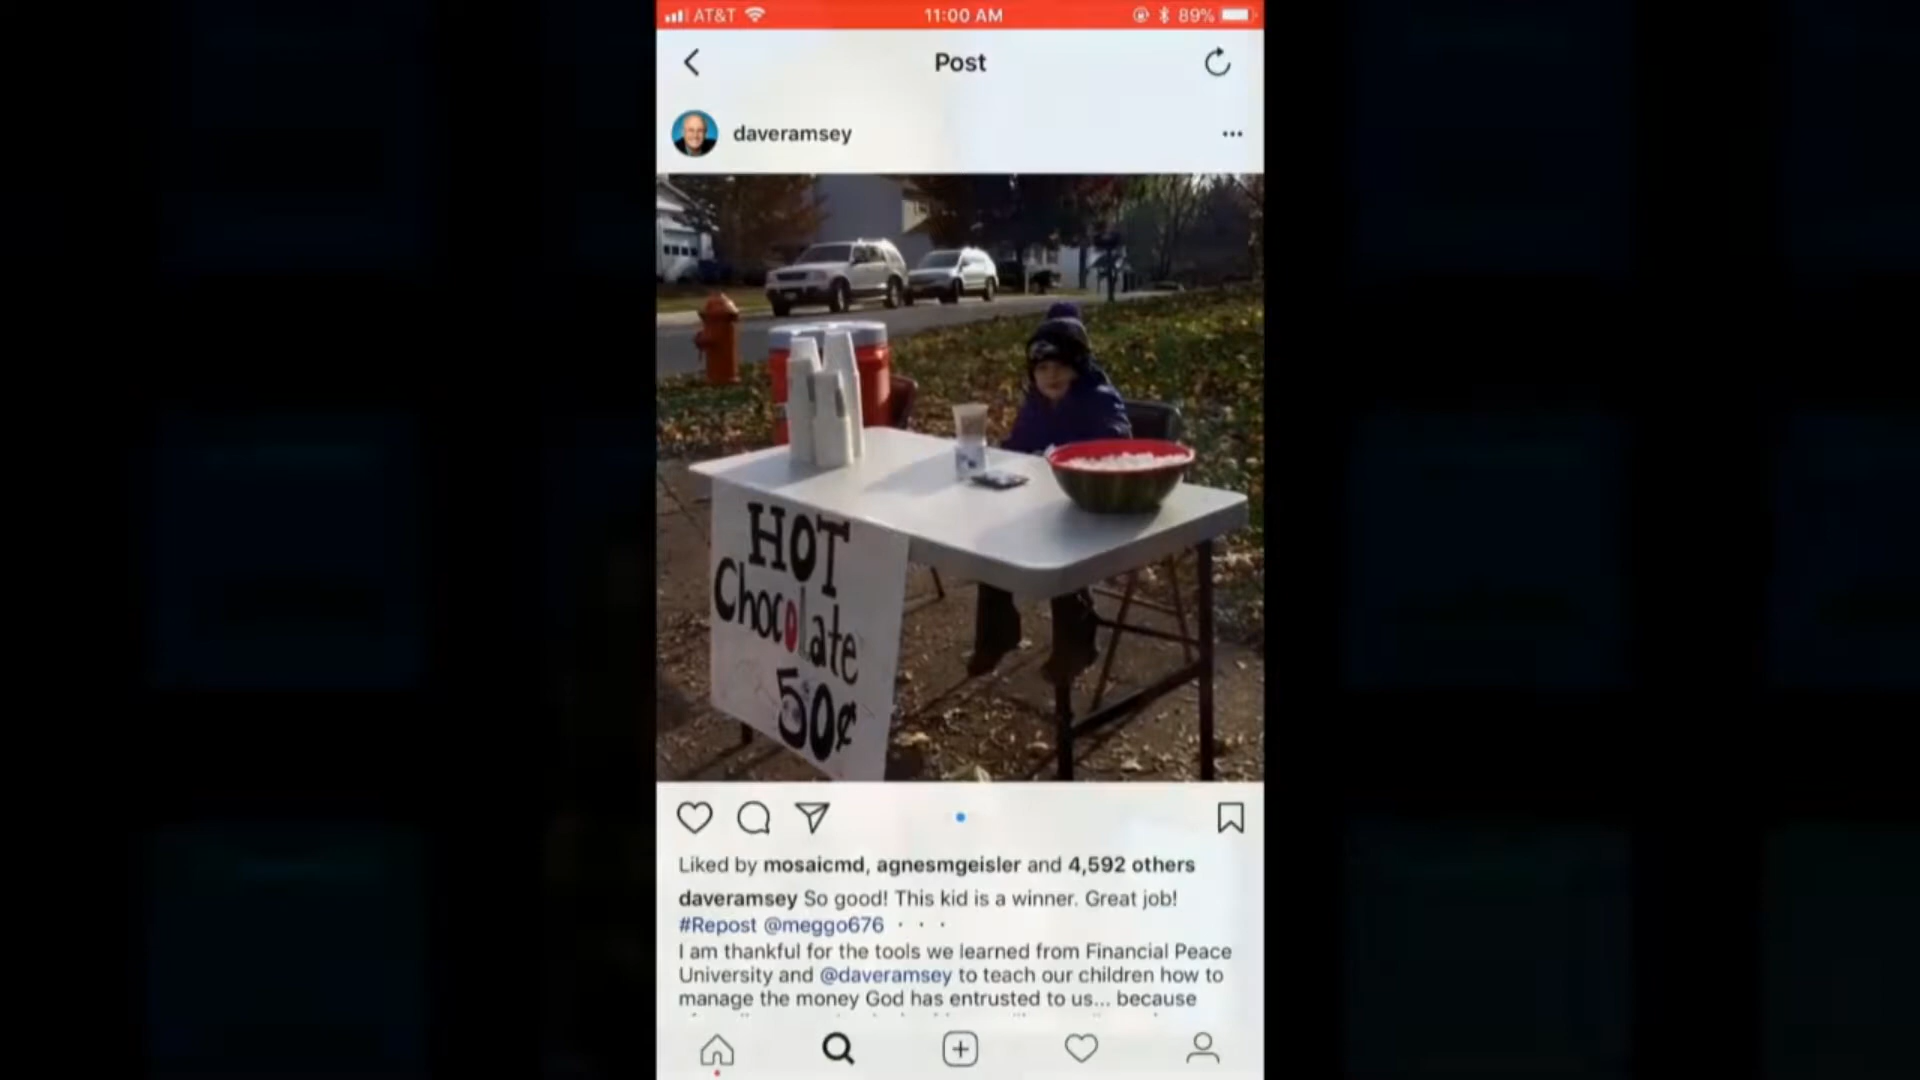 AT&T
11:00 AM
89%
Post
daveramsey
HOT
Chocolate
50¢
Liked by mosaicmd, agnesmgeisler and 4,592 others
daveramsey So good! This kid is a winner. Great job!
#Repost @meggo676 · · ·
I am thankful for the tools we learned from Financial Peace
University and @daveramsey to teach our children how to
manage the money God has entrusted to us... because